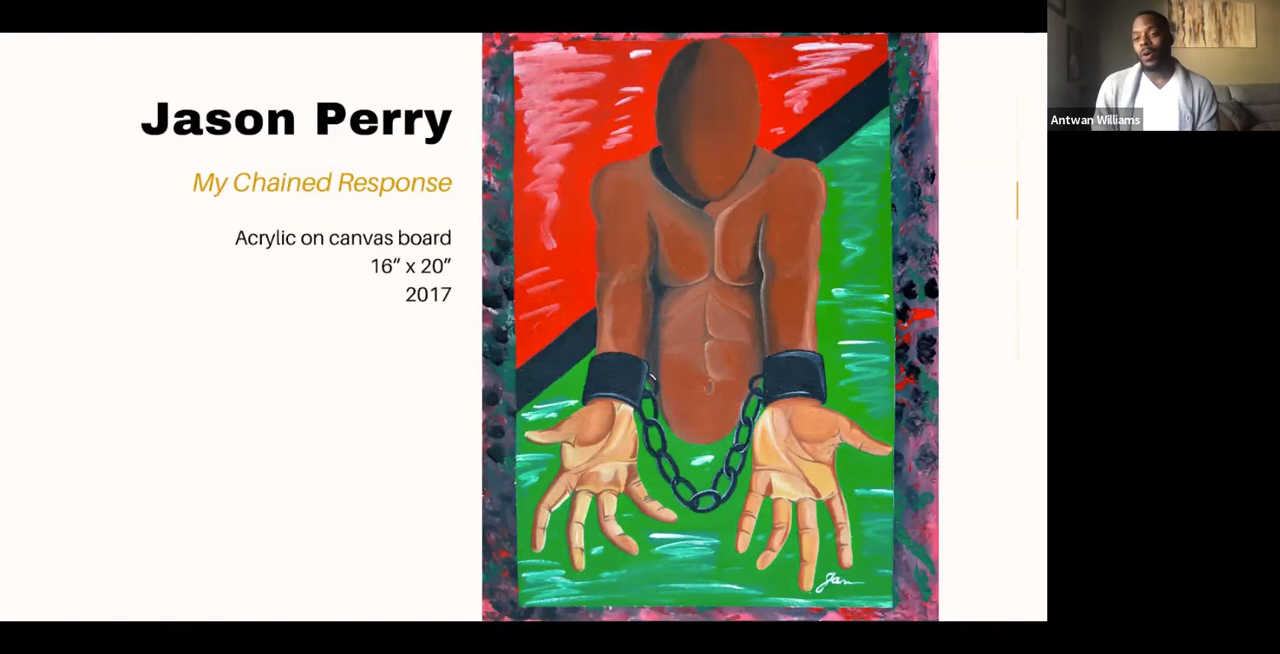 Jason Perry
My Chained Response
Acrylic on canvas board
16” x 20”
2017
Antwan Williams